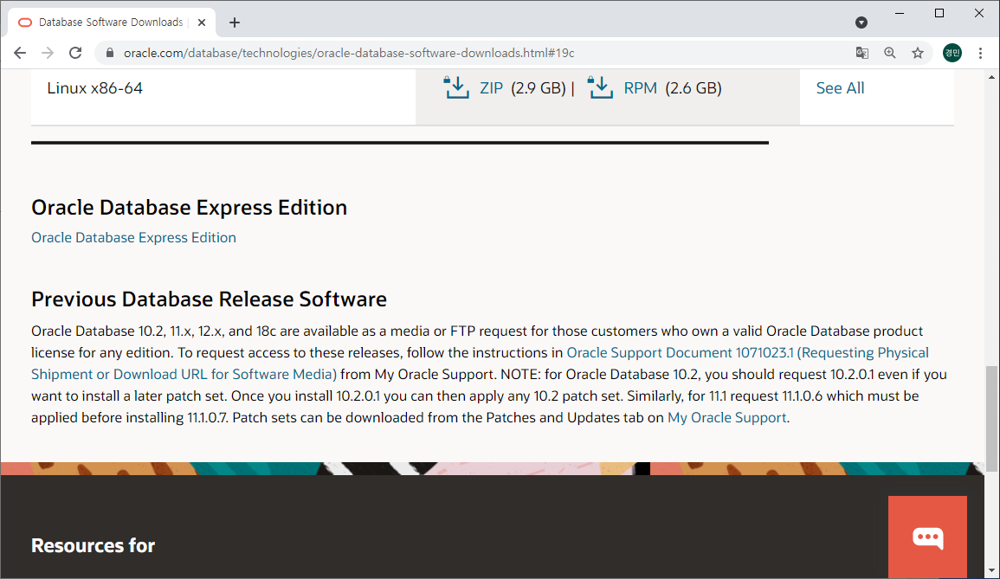 Database Software Downloads
oracle.com/database/technologies/oracle-database-software-downloads.html#19c
경민
Linux x86-64 ZIP (2.9 GB) | RPM (2.6 GB) See All
Oracle Database Express Edition
Oracle Database Express Edition
Previous Database Release Software
Oracle Database 10.2, 11.x, 12.x, and 18c are available as a media or FTP request for those customers who own a valid Oracle Database product
license for any edition. To request access to these releases, follow the instructions in Oracle Support Document 1071023.1 (Requesting Physical
Shipment or Download URL for Software Media) from My Oracle Support. NOTE: for Oracle Database 10.2, you should request 10.2.0.1 even if you
want to install a later patch set. Once you install 10.2.0.1 you can then apply any 10.2 patch set. Similarly, for 11.1 request 11.1.0.6 which must be
applied before installing 11.1.0.7. Patch sets can be downloaded from the Patches and Updates tab on My Oracle Support.
Resources for